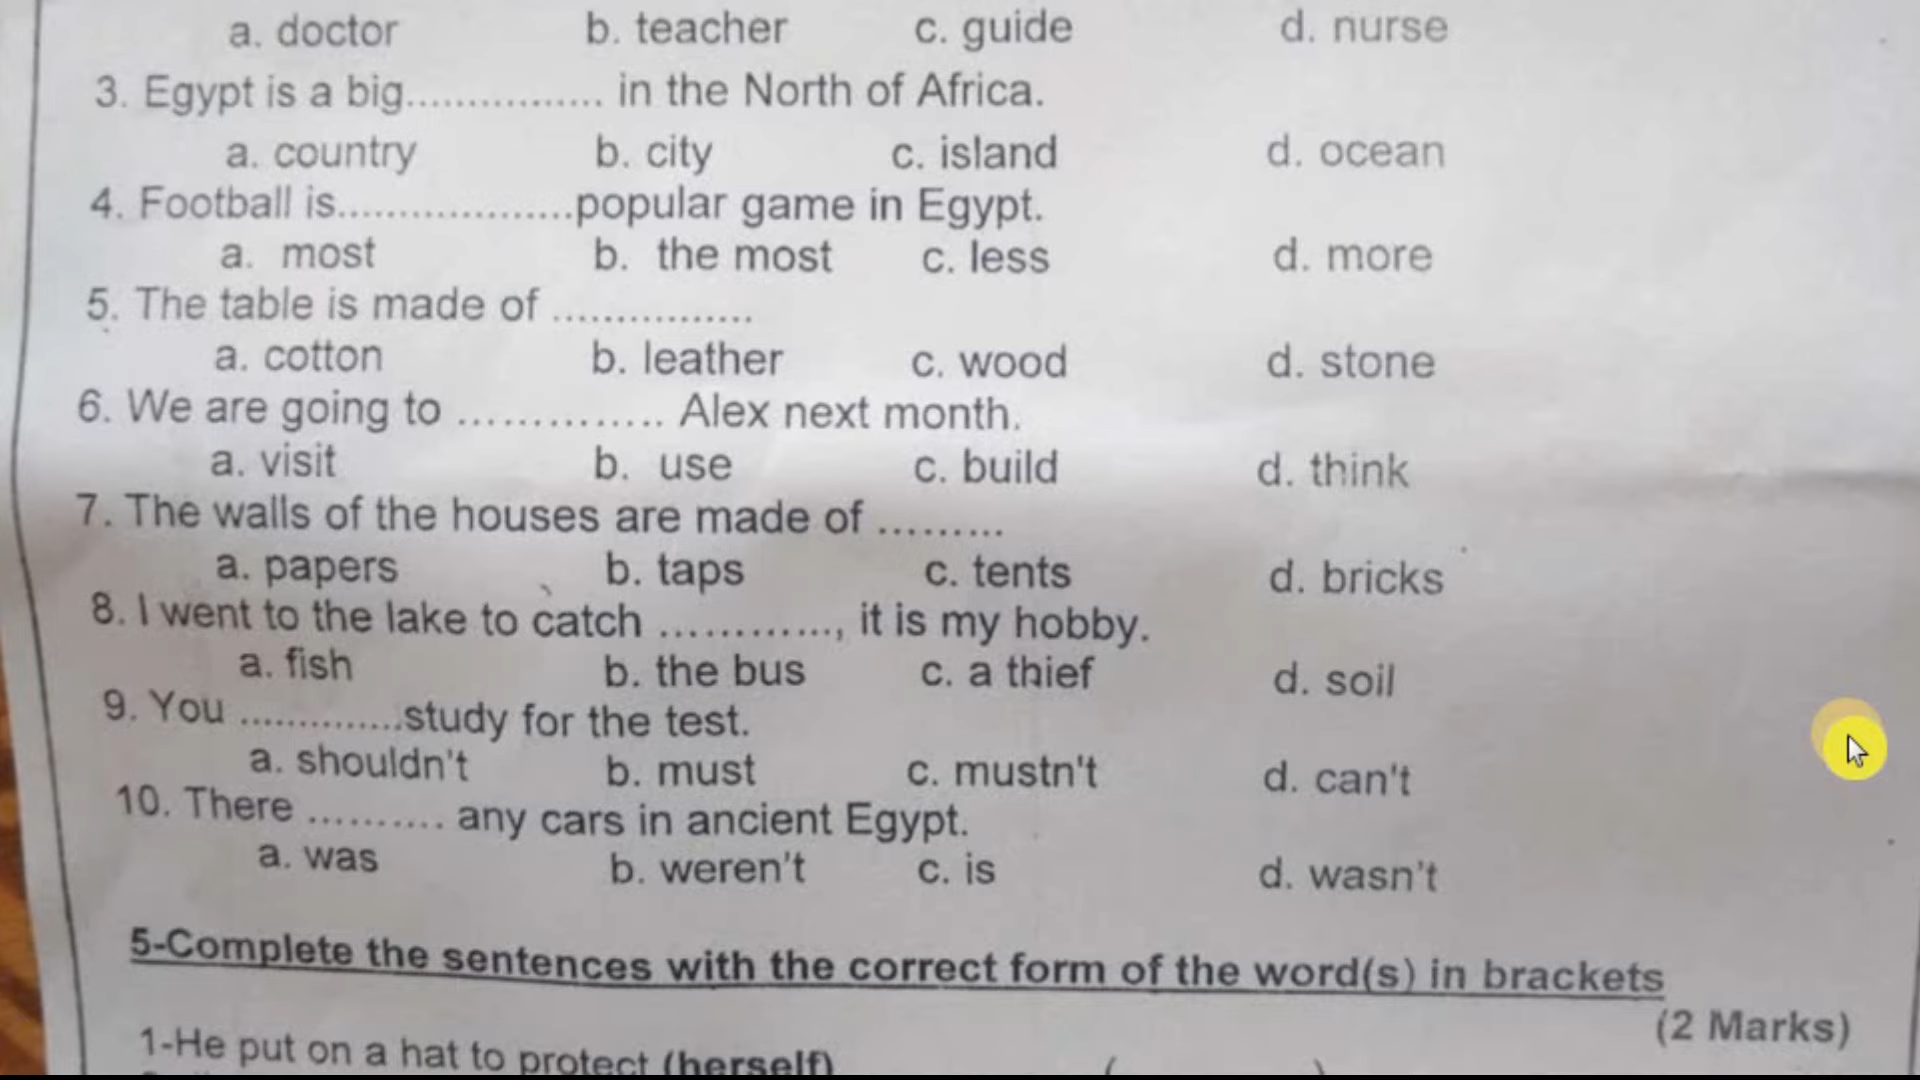 a. doctor b. teacher c. guide d. nurse
3. Egypt is a big................ in the North of Africa.
a. country b. city c. island d. ocean
4. Football is...................popular game in Egypt.
a. most b. the most c. less d. more
5. The table is made of ................
a. cotton b. leather c. wood d. stone
6. We are going to .............. Alex next month.
a. visit b. use c. build d. think
7. The walls of the houses are made of .........
a. papers b. taps c. tents d. bricks
8. I went to the lake to catch ............., it is my hobby.
a. fish b. the bus c. a thief d. soil
9. You .............study for the test.
a. shouldn't b. must c. mustn't d. can't
10. There .......... any cars in ancient Egypt.
a. was b. weren't c. is d. wasn't
5-Complete the sentences with the correct form of the word(s) in brackets
(2 Marks)
1-He put on a hat to protect (herself)